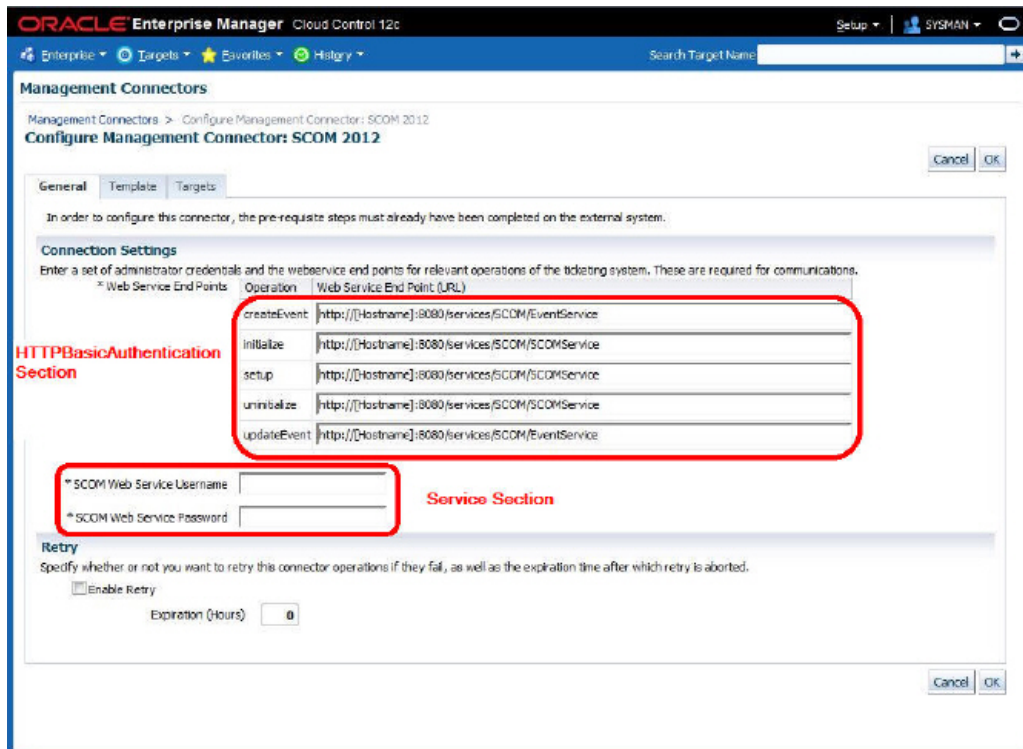 ORACLE Enterprise Manager Cloud Control 12c
Setup SYSMAN
Enterprise Targets Favorites History Search Target Name
Management Connectors
Management Connectors > Configure Management Connector: SCOM 2012
Configure Management Connector: SCOM 2012
Cancel OK
General Template Targets
In order to configure this connector, the pre-requisite steps must already have been completed on the external system.
Connection Settings
Enter a set of administrator credentials and the webservice end points for relevant operations of the ticketing system. These are required for communications.
* Web Service End Points Operation Web Service End Point (URL)
createEvent http://[Hostname]:8080/services/SCOM/EventService
initialize http://[Hostname]:8080/services/SCOM/SCOMService
HTTPBasicAuthentication
Section
setup http://[Hostname]:8080/services/SCOM/SCOMService
uninitialize http://[Hostname]:8080/services/SCOM/SCOMService
updateEvent http://[Hostname]:8080/services/SCOM/EventService
* SCOM Web Service Username
Service Section
* SCOM Web Service Password
Retry
Specify whether or not you want to retry this connector operations if they fail, as well as the expiration time after which retry is aborted.
Enable Retry
Expiration (Hours) 0
Cancel OK